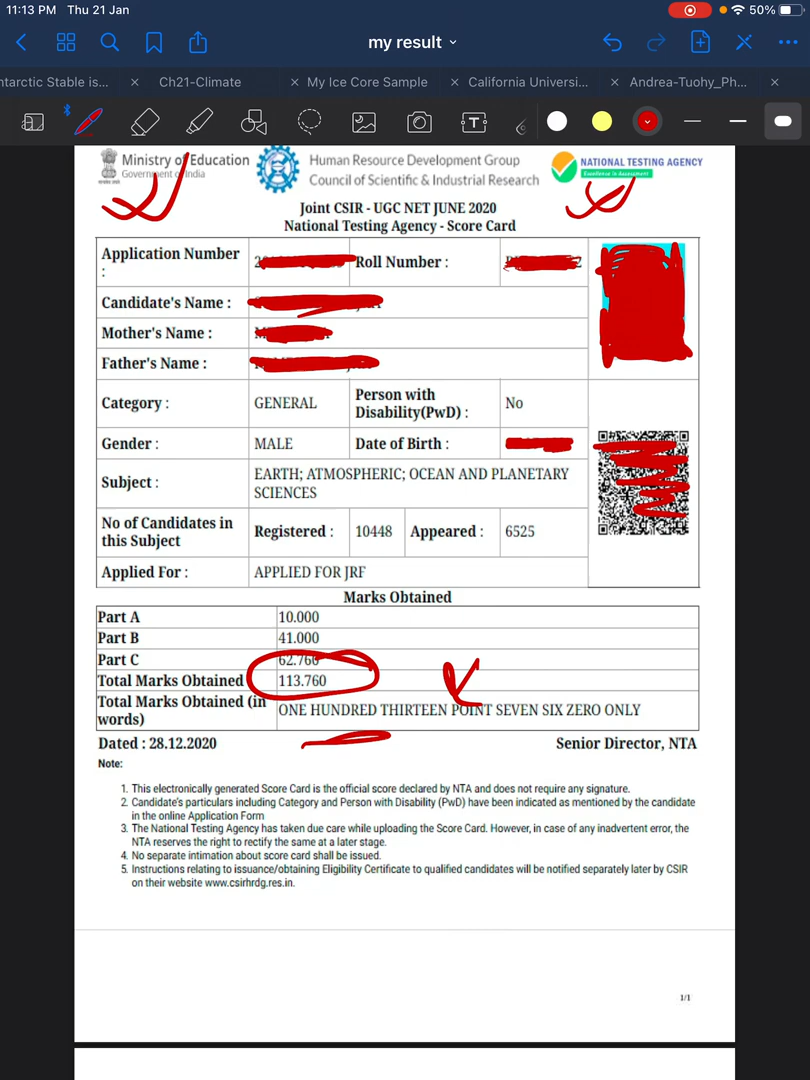 11:13 PM Thu 21 Jan
50%
my result
ntarctic Stable is...
Ch21-Climate
My Ice Core Sample
California Universi...
Andrea-Tuohy_Ph...
T
Ministry of Education
Government of India
Human Resource Development Group
Council of Scientific & Industrial Research
NATIONAL TESTING AGENCY
Excellence in Assessment
Joint CSIR - UGC NET JUNE 2020
National Testing Agency - Score Card
Application Number :
Roll Number :
Candidate's Name :
Mother's Name :
Father's Name :
Category : GENERAL Person with Disability(PwD) : No
Gender : MALE Date of Birth :
Subject : EARTH; ATMOSPHERIC; OCEAN AND PLANETARY
SCIENCES
No of Candidates in this Subject Registered : 10448 Appeared : 6525
Applied For : APPLIED FOR JRF
Marks Obtained
Part A 10.000
Part B 41.000
Part C 62.760
Total Marks Obtained 113.760
Total Marks Obtained (in words) ONE HUNDRED THIRTEEN POINT SEVEN SIX ZERO ONLY
Dated : 28.12.2020 Senior Director, NTA
Note:
1. This electronically generated Score Card is the official score declared by NTA and does not require any signature.
2. Candidate's particulars including Category and Person with Disability (PwD) have been indicated as mentioned by the candidate
in the online Application Form
3. The National Testing Agency has taken due care while uploading the Score Card. However, in case of any inadvertent error, the
NTA reserves the right to rectify the same at a later stage.
4. No separate intimation about score card shall be issued.
5. Instructions relating to issuance/obtaining Eligibility Certificate to qualified candidates will be notified separately later by CSIR
on their website www.csirhrdg.res.in.
1/1